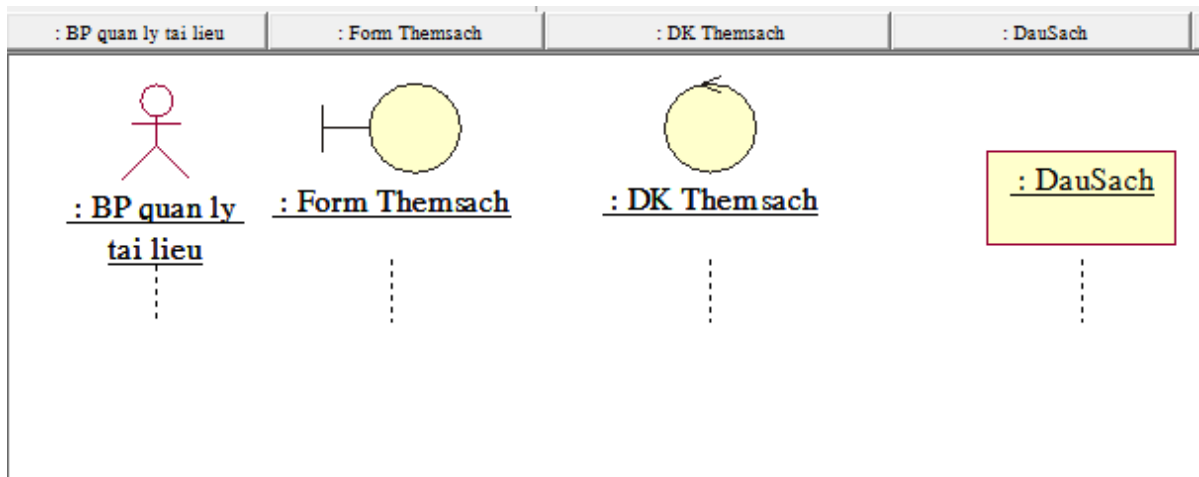 : BP quan ly tai lieu
: Form Themsach
: DK Themsach
: DauSach
: BP quan ly
tai lieu
: Form Themsach
: DK Themsach
: DauSach